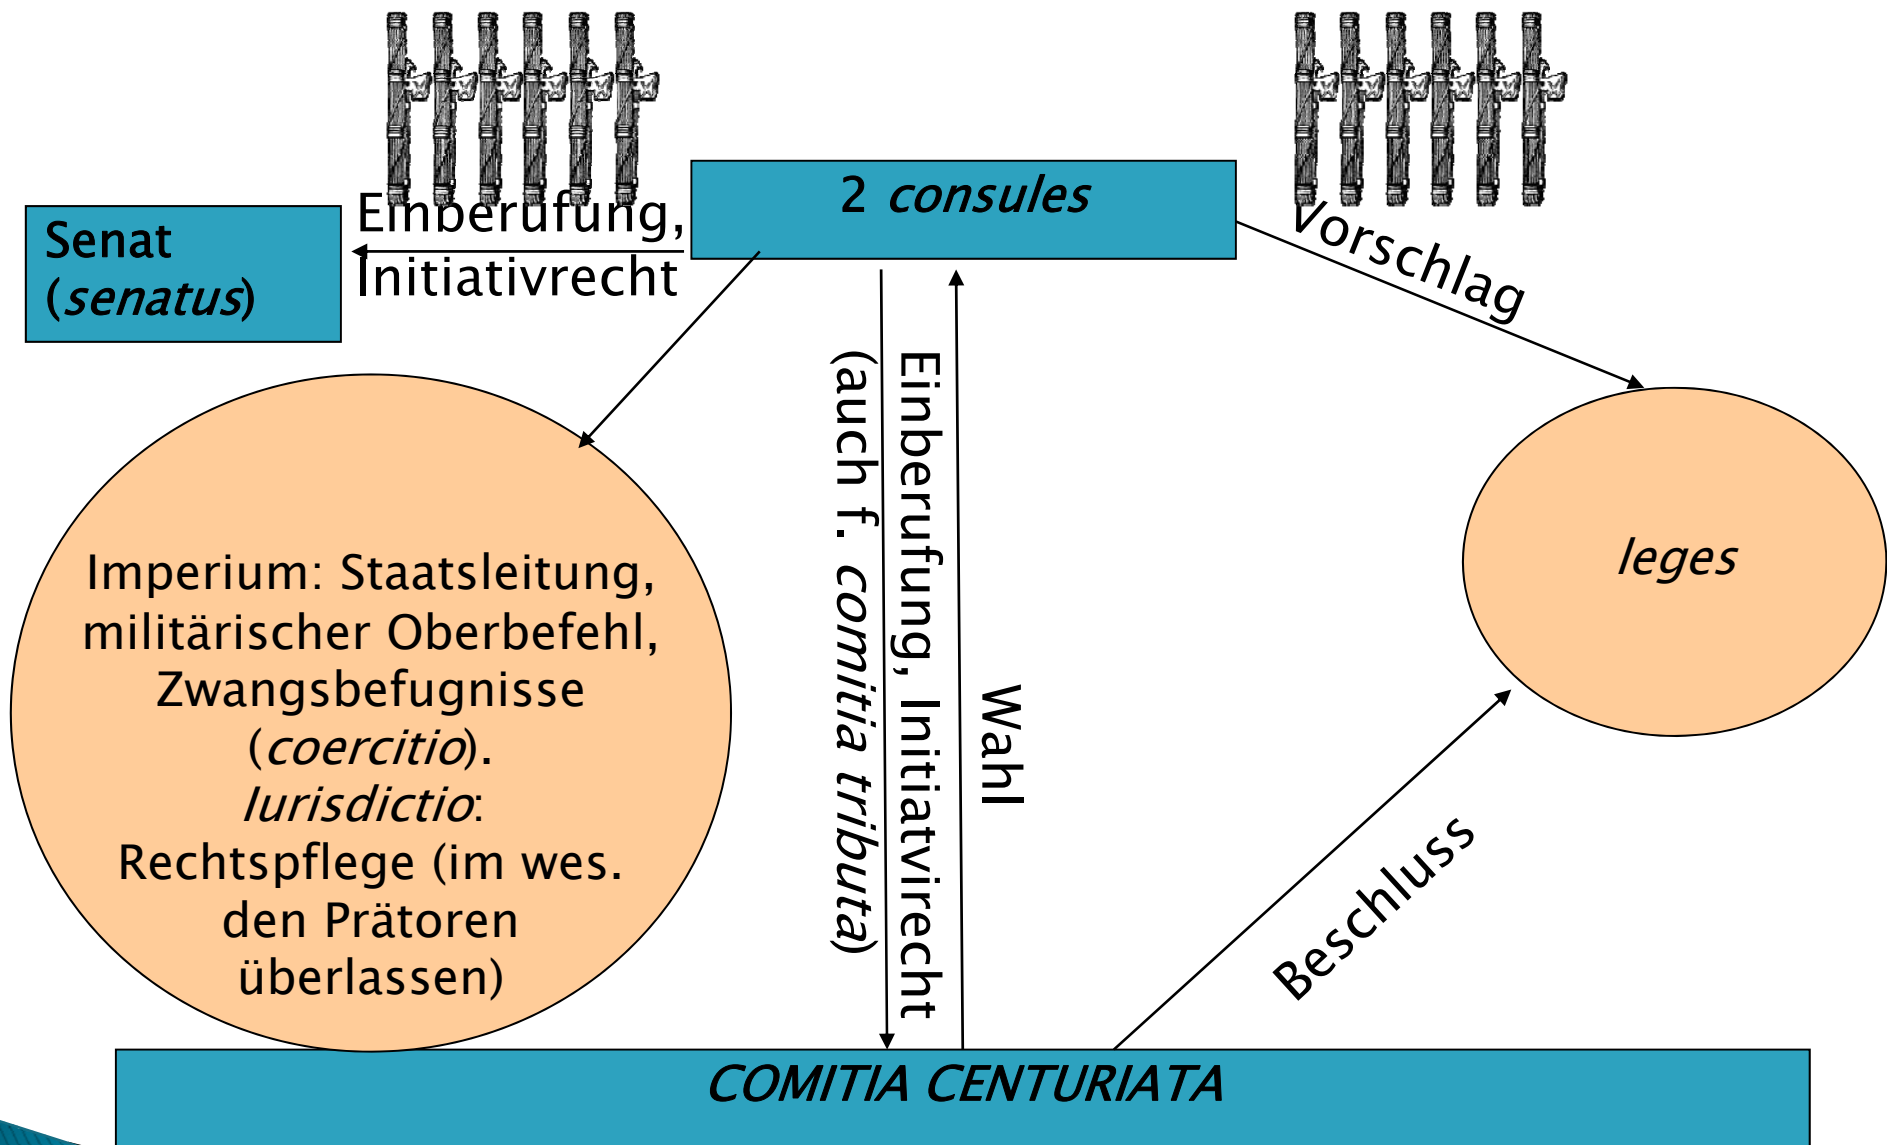 2 consules
Senat
(senatus)
Einberufung,
Initiativrecht
Vorschlag
Imperium: Staatsleitung,
militärischer Oberbefehl,
Zwangsbefugnisse
(coercitio).
Iurisdictio:
Rechtspflege (im wes.
den Prätoren
überlassen)
Einberufung, Initiatvirecht
(auch f. comitia tributa)
Wahl
leges
Beschluss
COMITIA CENTURIATA